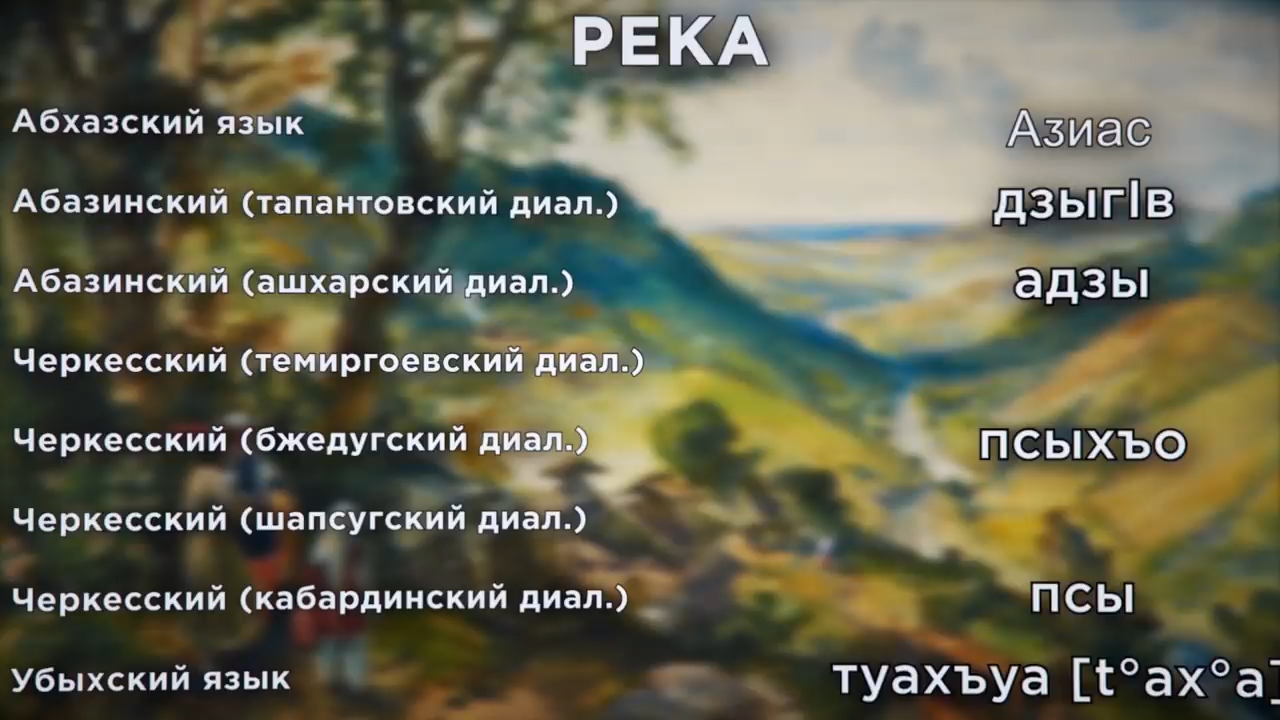 РЕКА
Абхазский язык Азиас
Абазинский (тапантовский диал.) дзыгӀв
Абазинский (ашхарский диал.) адзы
Черкесский (темиргоевский диал.)
Черкесский (бжедугский диал.) псыхъо
Черкесский (шапсугский диал.)
Черкесский (кабардинский диал.) псы
Убыхский язык туахъуа [t°ax°a]